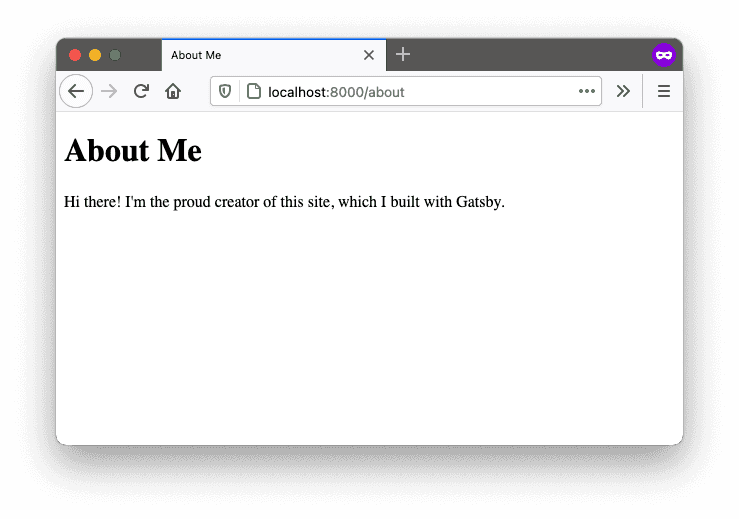 About Me
localhost:8000/about
About Me
Hi there! I'm the proud creator of this site, which I built with Gatsby.